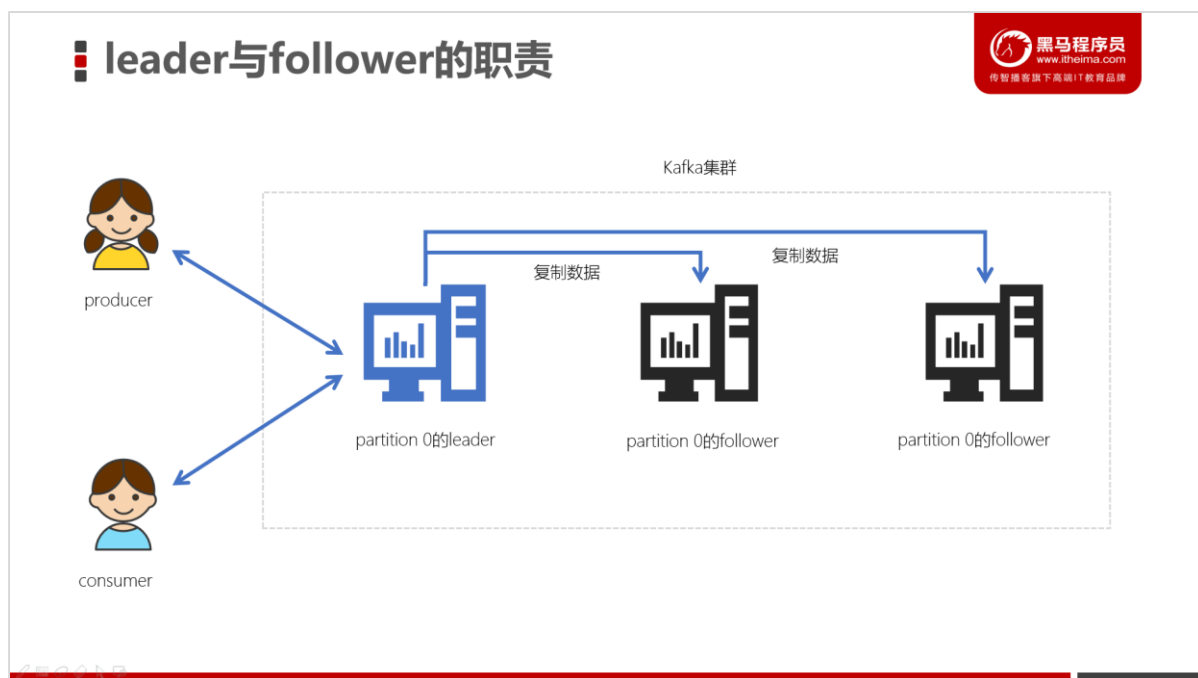 leader与follower的职责
黑马程序员
www.itheima.com
传智播客旗下高端IT教育品牌
Kafka集群
复制数据
复制数据
producer
partition 0的leader
partition 0的follower
partition 0的follower
consumer